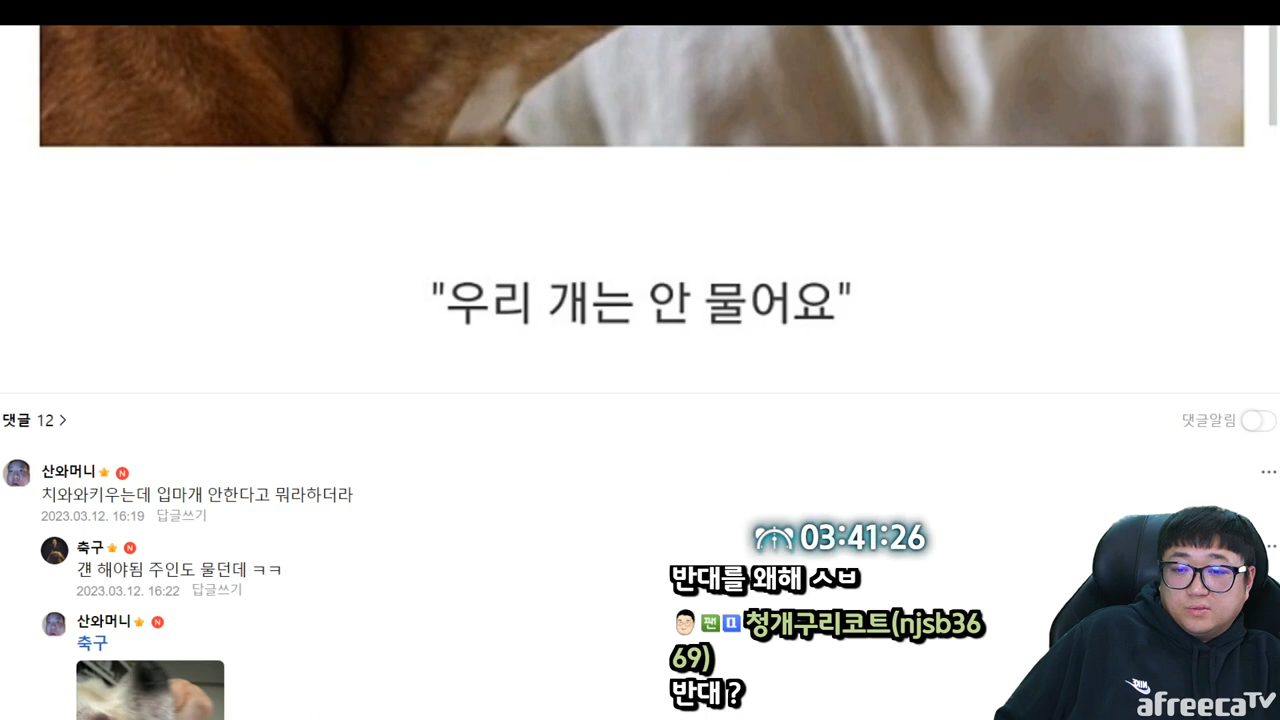 "우리 개는 안 물어요"
댓글 12 >
댓글알림
산와머니 N
치와와키우는데 입마개 안한다고 뭐라하더라
2023.03.12. 16:19 답글쓰기
축구 N
걘 해야됨 주인도 물던데 ㅋㅋ
2023.03.12. 16:22 답글쓰기
산와머니 N
축구
03:41:26
반대를 왜해 ㅅㅂ
팬 청개구리코트(njsb36
69)
반대?
NIKE
afreecaTV